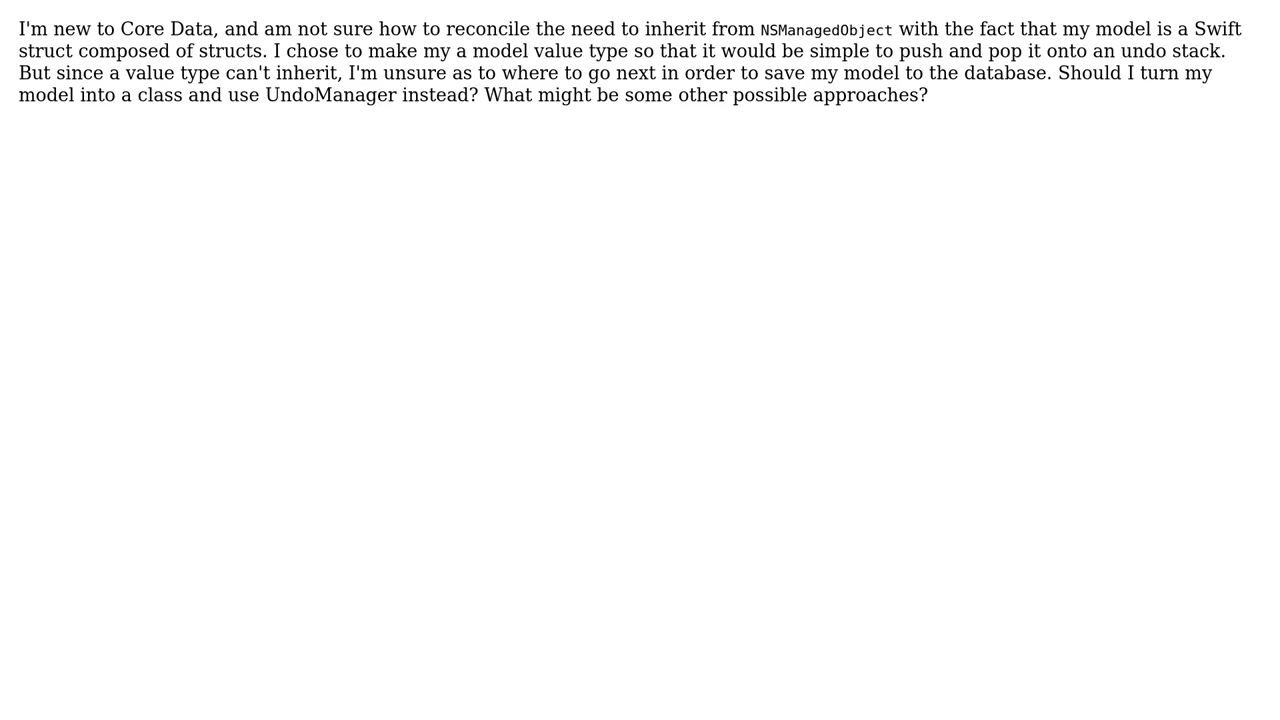 I'm new to Core Data, and am not sure how to reconcile the need to inherit from NSManagedObject with the fact that my model is a Swift
struct composed of structs. I chose to make my a model value type so that it would be simple to push and pop it onto an undo stack.
But since a value type can't inherit, I'm unsure as to where to go next in order to save my model to the database. Should I turn my
model into a class and use UndoManager instead? What might be some other possible approaches?